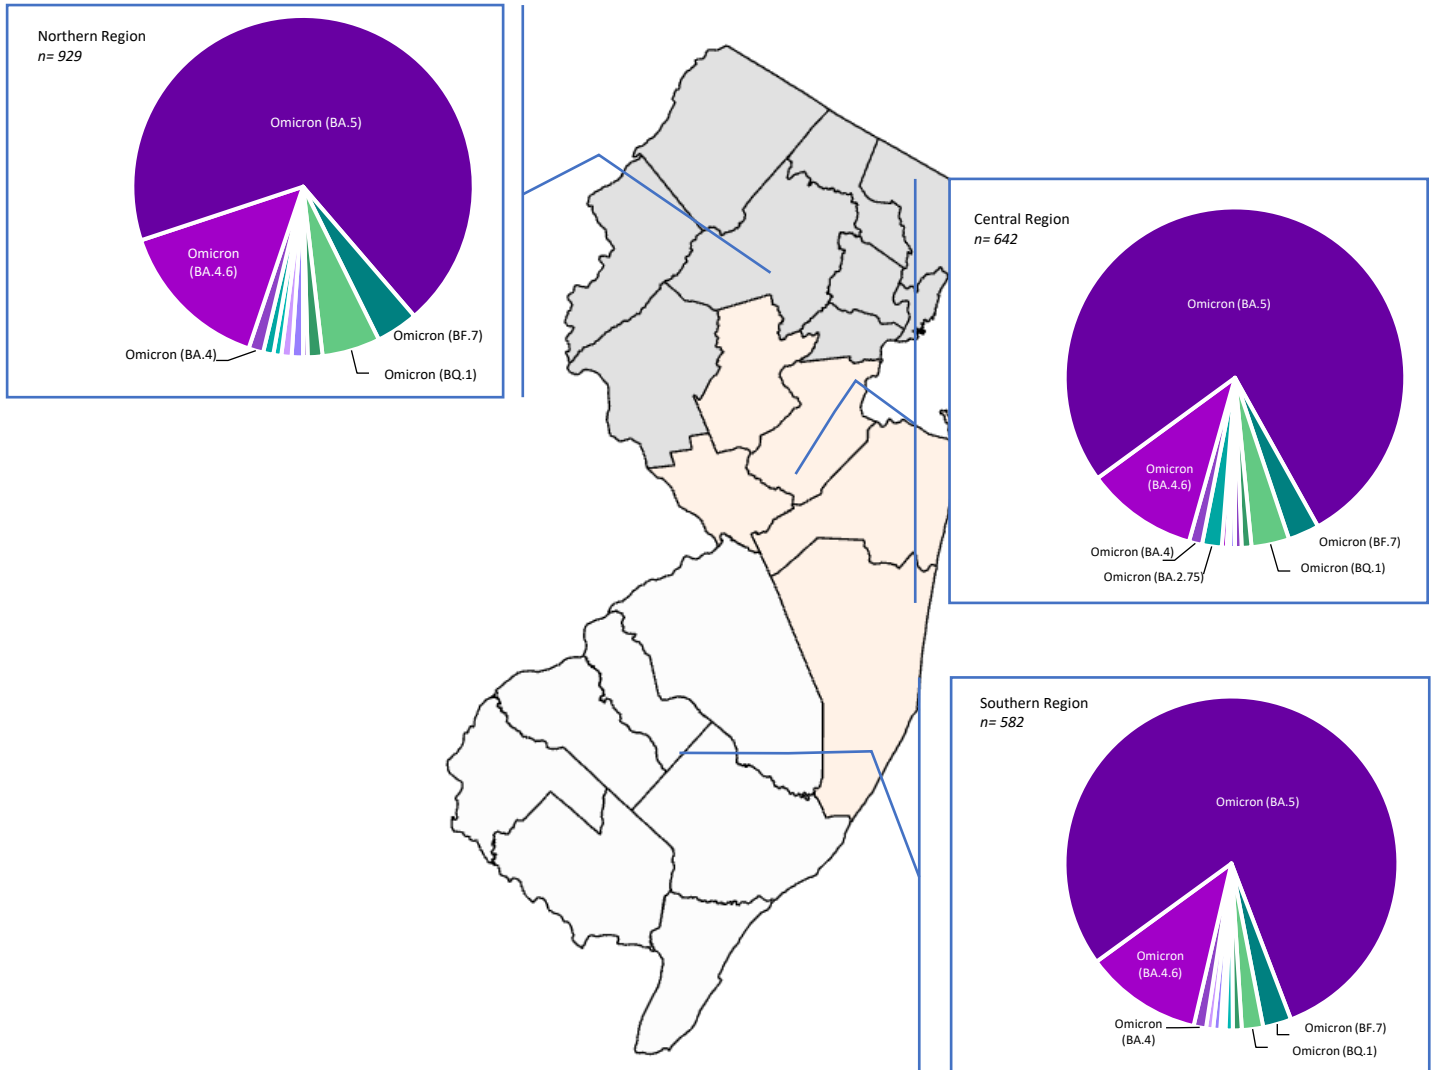 Northern Region
n= 929
Omicron (BA.5)
Omicron
(BA.4.6)
Omicron (BF.7)
Omicron (BA.4)
Omicron (BQ.1)
Central Region
n= 642
Omicron (BA.5)
Omicron
(BA.4.6)
Omicron (BF.7)
Omicron (BA.4)
Omicron (BQ.1)
Omicron (BA.2.75)
Southern Region
n= 582
Omicron (BA.5)
Omicron
(BA.4.6)
Omicron
(BA.4)
Omicron (BF.7)
Omicron (BQ.1)